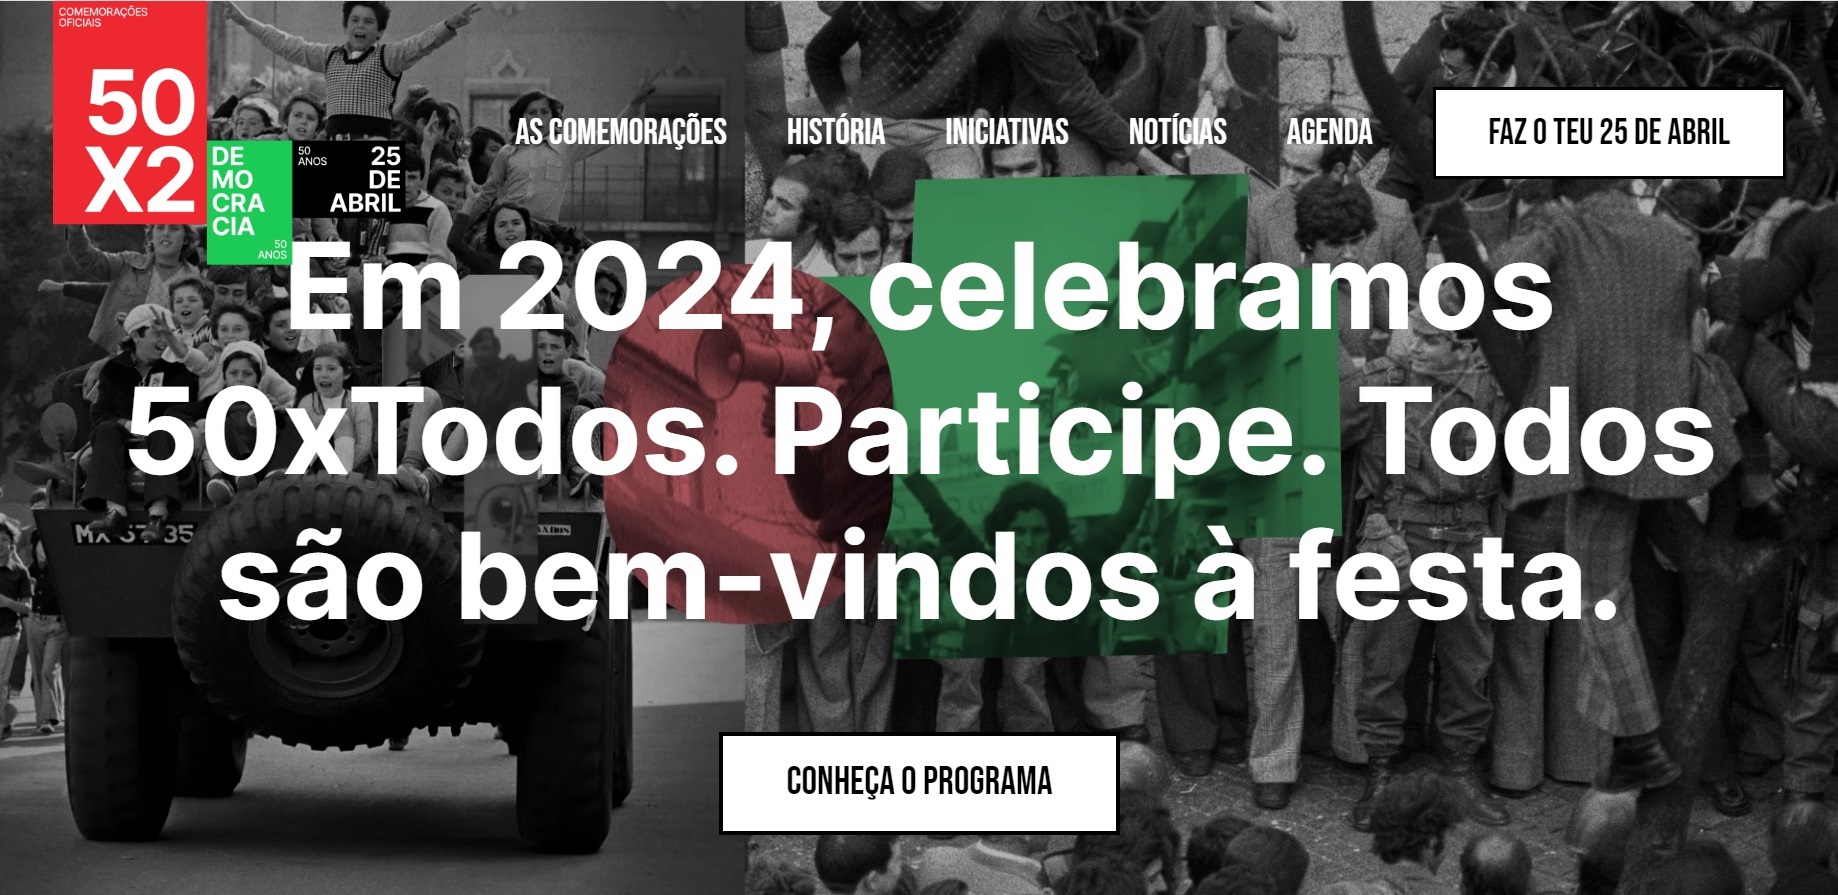 COMEMORAÇÕES
OFICIAIS
50
X2
DE
MO
CRA
CIA
50
ANOS
50
ANOS
25
DE
ABRIL
AS COMEMORAÇÕES HISTÓRIA INICIATIVAS NOTÍCIAS AGENDA FAZ O TEU 25 DE ABRIL
Em 2024, celebramos
50xTodos. Participe. Todos
são bem-vindos à festa.
CONHEÇA O PROGRAMA